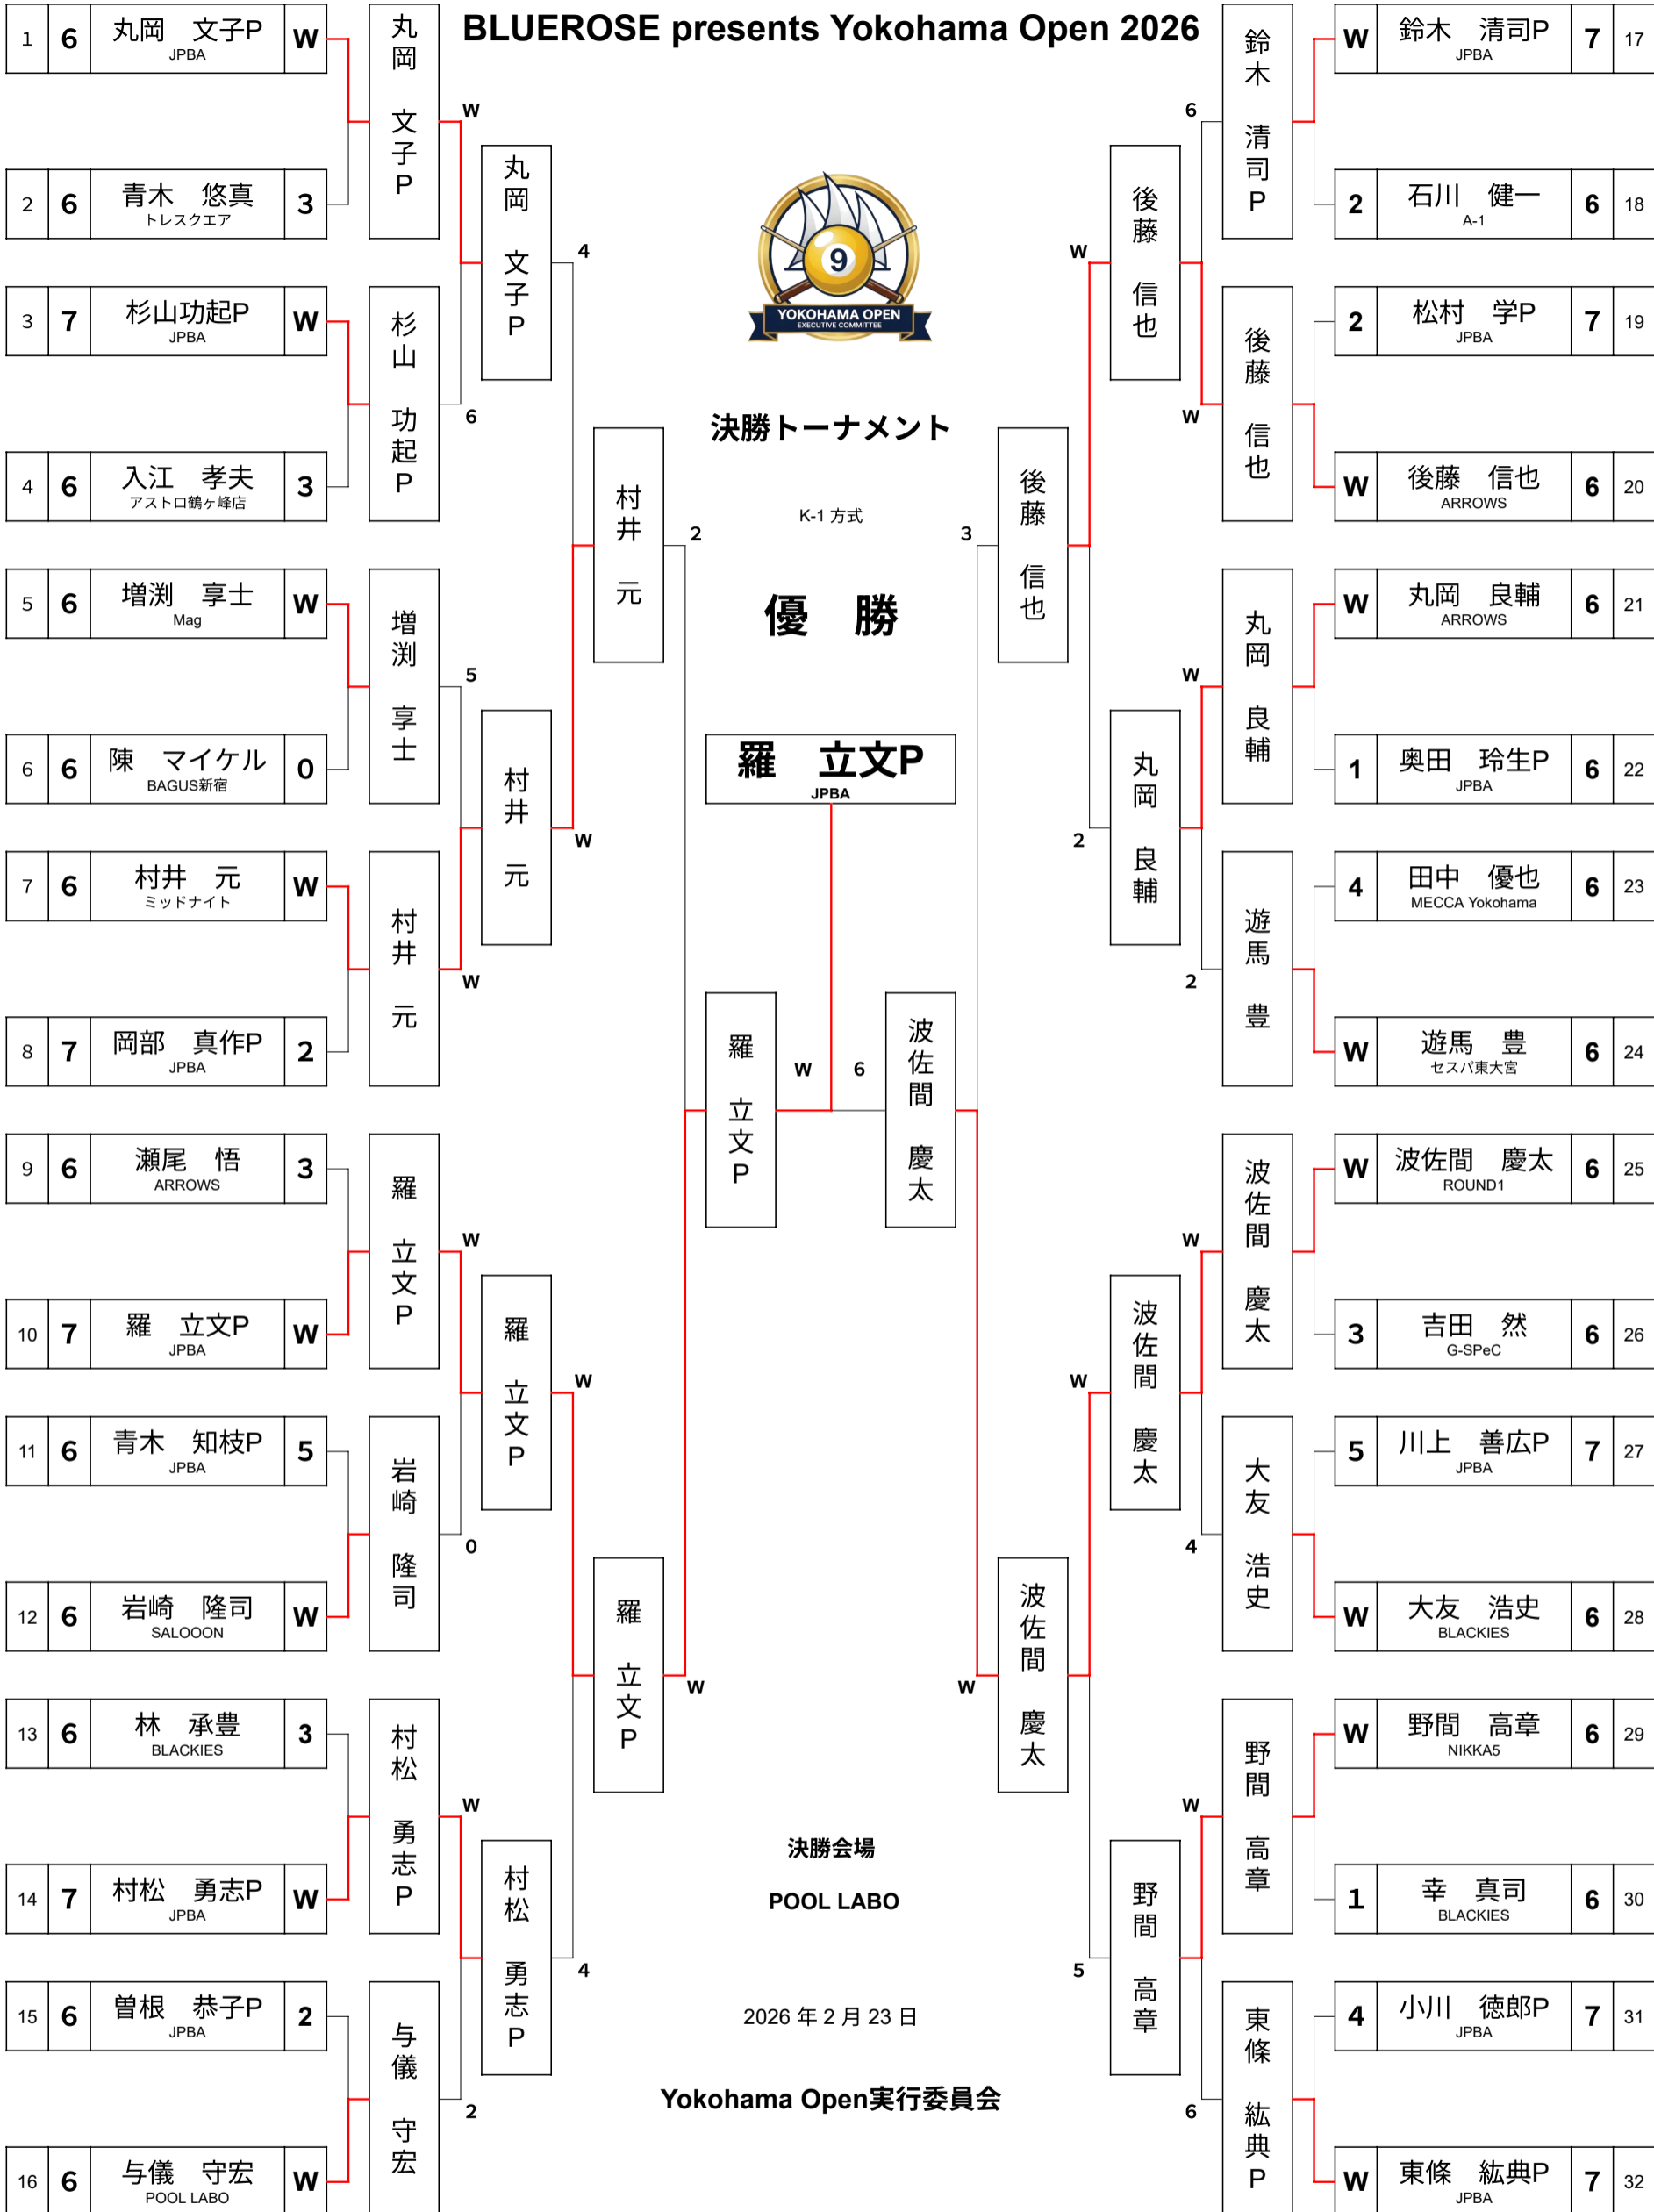 BLUEROSE presents Yokohama Open 2026
1 6 丸岡　文子P W
JPBA
2 6 青木　悠真 3
トレスクエア
3 7 杉山功起P W
JPBA
4 6 入江　孝夫 3
アストロ鶴ヶ峰店
5 6 増渕　享士 W
Mag
6 6 陳　マイケル 0
BAGUS新宿
7 6 村井　元 W
ミッドナイト
8 7 岡部　真作P 2
JPBA
9 6 瀬尾　悟 3
ARROWS
10 7 羅　立文P W
JPBA
11 6 青木　知枝P 5
JPBA
12 6 岩崎　隆司 W
SALOOON
13 6 林　承豊 3
BLACKIES
14 7 村松　勇志P W
JPBA
15 6 曽根　恭子P 2
JPBA
16 6 与儀　守宏 W
POOL LABO
丸岡　文子P
W
杉山　功起P
6
増渕　享士
5
村井　元
W
羅　立文P
W
岩崎　隆司
0
村松　勇志P
W
与儀　守宏
2
丸岡　文子P
4
村井　元
W
羅　立文P
W
村松　勇志P
4
村井　元
2
羅　立文P
W
羅　立文P
W
9
YOKOHAMA OPEN
EXECUTIVE COMMITTEE
決勝トーナメント
K-1 方式
優　勝
羅　立文P
JPBA
6
波佐間　慶太
決勝会場
POOL LABO
2026 年 2 月 23 日
Yokohama Open実行委員会
3
後藤　信也
W
波佐間　慶太
W
後藤　信也
2
丸岡　良輔
W
波佐間　慶太
5
野間　高章
6
鈴木　清司P
W
後藤　信也
W
丸岡　良輔
2
遊馬　豊
W
波佐間　慶太
4
大友　浩史
W
野間　高章
6
東條　紘典P
W 鈴木　清司P 7 17
JPBA
2 石川　健一 6 18
A-1
2 松村　学P 7 19
JPBA
W 後藤　信也 6 20
ARROWS
W 丸岡　良輔 6 21
ARROWS
1 奥田　玲生P 6 22
JPBA
4 田中　優也 6 23
MECCA Yokohama
W 遊馬　豊 6 24
セスパ東大宮
W 波佐間　慶太 6 25
ROUND1
3 吉田　然 6 26
G-SPeC
5 川上　善広P 7 27
JPBA
W 大友　浩史 6 28
BLACKIES
W 野間　高章 6 29
NIKKA5
1 幸　真司 6 30
BLACKIES
4 小川　徳郎P 7 31
JPBA
W 東條　紘典P 7 32
JPBA